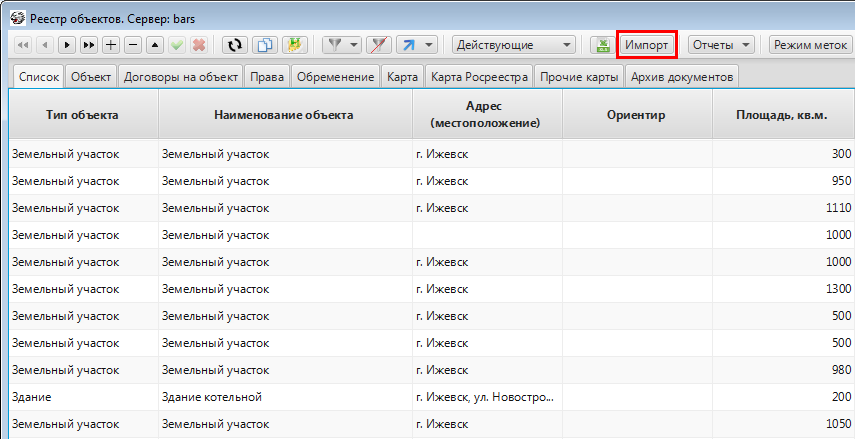 Реестр объектов. Сервер: bars
Действующие Импорт Отчеты Режим меток
Список Объект Договоры на объект Права Обременение Карта Карта Росреестра Прочие карты Архив документов
Тип объекта Наименование объекта Адрес (местоположение) Ориентир Площадь, кв.м.
Земельный участок Земельный участок г. Ижевск 300
Земельный участок Земельный участок г. Ижевск 950
Земельный участок Земельный участок г. Ижевск 1110
Земельный участок Земельный участок 1000
Земельный участок Земельный участок г. Ижевск 1000
Земельный участок Земельный участок г. Ижевск 1300
Земельный участок Земельный участок г. Ижевск 500
Земельный участок Земельный участок г. Ижевск 500
Земельный участок Земельный участок г. Ижевск 980
Здание Здание котельной г. Ижевск, ул. Новостро... 200
Земельный участок Земельный участок г. Ижевск 1050